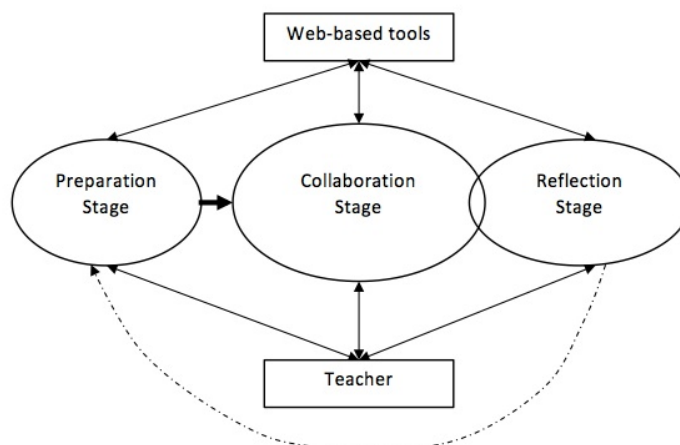 Web-based tools
Preparation
Stage
Collaboration
Stage
Reflection
Stage
Teacher